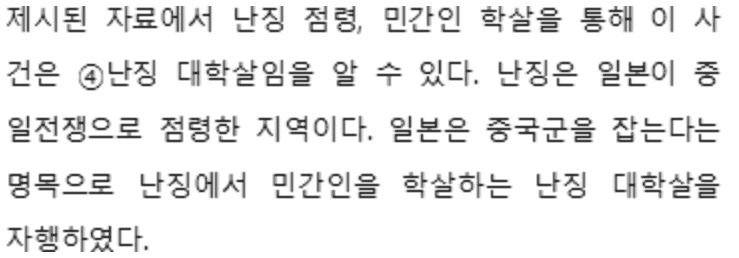 제시된 자료에서 난징 점령, 민간인 학살을 통해 이 사
건은 ④난징 대학살임을 알 수 있다. 난징은 일본이 중
일전쟁으로 점령한 지역이다. 일본은 중국군을 잡는다는
명목으로 난징에서 민간인을 학살하는 난징 대학살을
자행하였다.